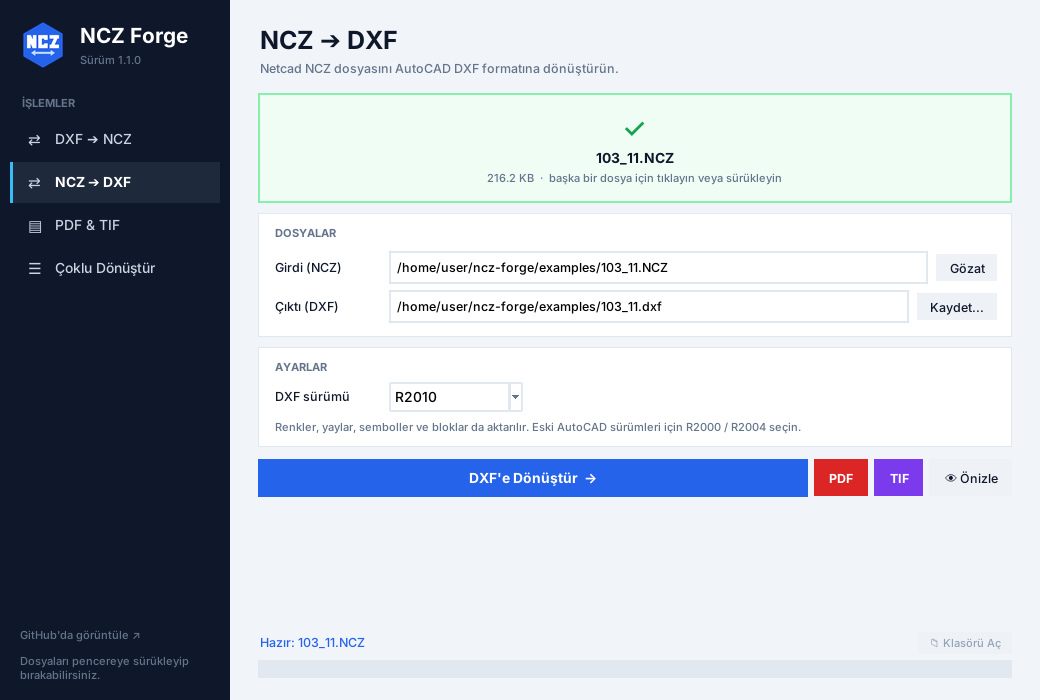 NCZ
NCZ Forge
Sürüm 1.1.0
İŞLEMLER
⇄ DXF → NCZ
⇄ NCZ → DXF
▤ PDF & TIF
☰ Çoklu Dönüştür
GitHub'da görüntüle ↗
Dosyaları pencereye sürükleyip
bırakabilirsiniz.
NCZ → DXF
Netcad NCZ dosyasını AutoCAD DXF formatına dönüştürün.
✓
103_11.NCZ
216.2 KB · başka bir dosya için tıklayın veya sürükleyin
DOSYALAR
Girdi (NCZ) /home/user/ncz-forge/examples/103_11.NCZ Gözat
Çıktı (DXF) /home/user/ncz-forge/examples/103_11.dxf Kaydet...
AYARLAR
DXF sürümü R2010
Renkler, yaylar, semboller ve bloklar da aktarılır. Eski AutoCAD sürümleri için R2000 / R2004 seçin.
DXF'e Dönüştür → PDF TIF 👁 Önizle
Hazır: 103_11.NCZ 📁 Klasörü Aç